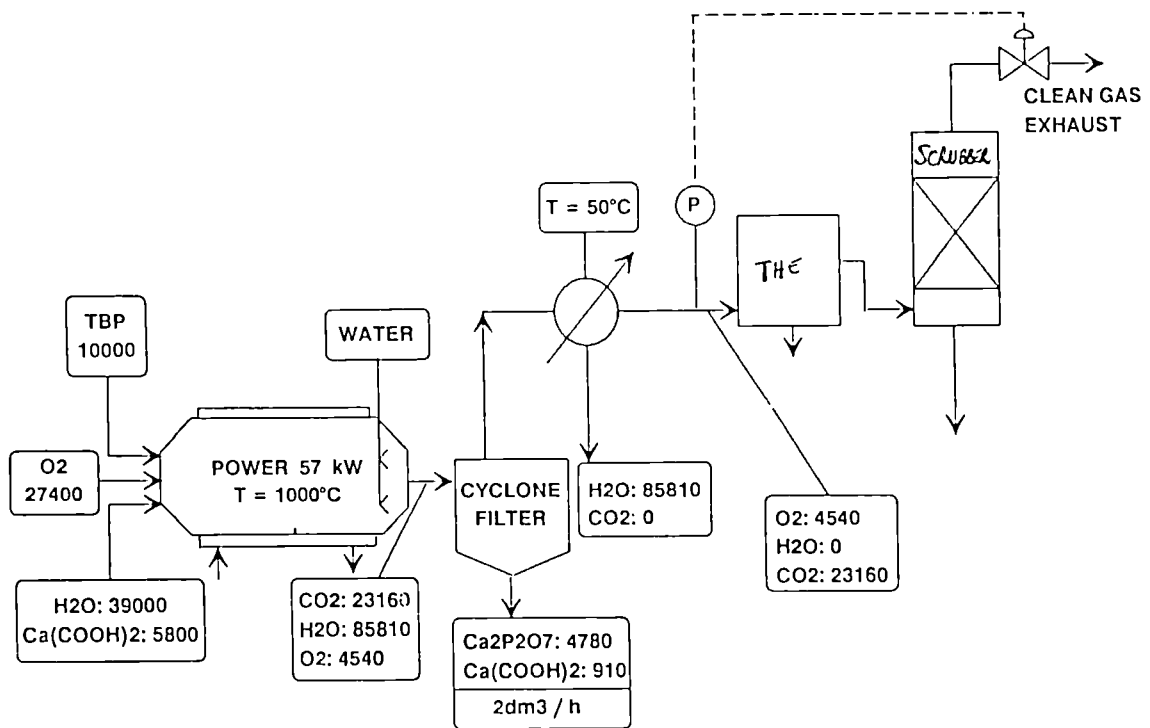 CLEAN GAS
EXHAUST
SCRUBBER
T = 50°C
P
THE
TBP
10000
WATER
O2
27400
POWER 57 kW
T = 1000°C
CYCLONE
FILTER
H2O: 85810
CO2: 0
O2: 4540
H2O: 0
CO2: 23160
H2O: 39000
Ca(COOH)2: 5800
CO2: 23160
H2O: 85810
O2: 4540
Ca2P2O7: 4780
Ca(COOH)2: 910
2dm3 / h